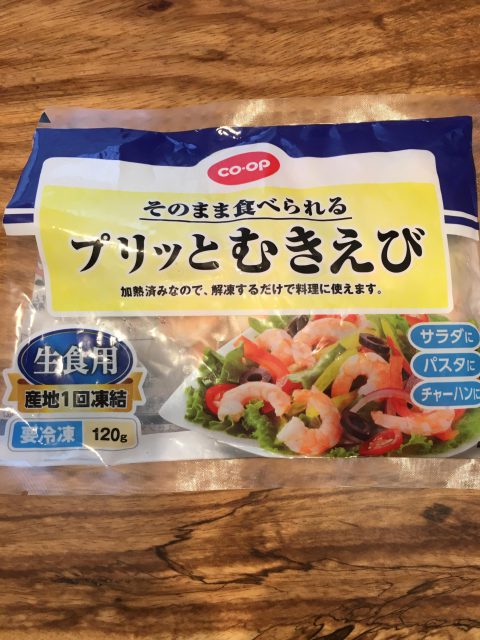 co·op
そのまま食べられる
プリッとむきえび
加熱済みなので、解凍するだけで料理に使えます。
生食用
産地1回凍結
要冷凍 120g
サラダに
パスタに
チャーハンに